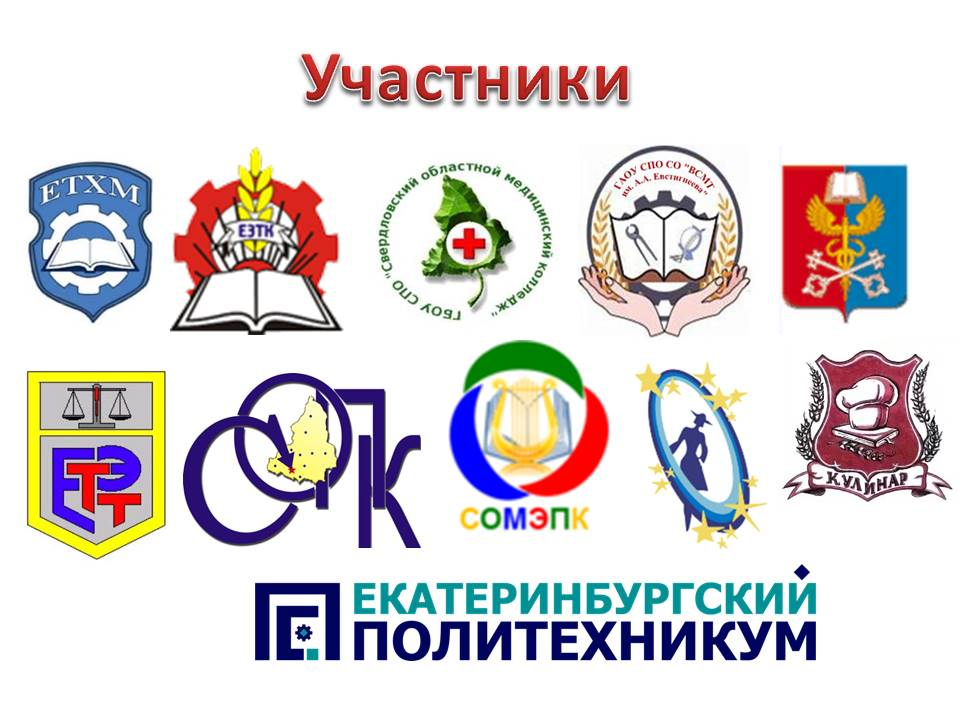 Участники
ЕТХМ
ЕЭТК
ГБОУ СПО "Свердловский областной медицинский колледж"
ГАОУ СПО СО "ВСМТ
им. А.А. Евстигнеева"
ЕТЭТ
СОПК
СОМЭПК
КУЛИНАР
ЕКАТЕРИНБУРГСКИЙ
ПОЛИТЕХНИКУМ